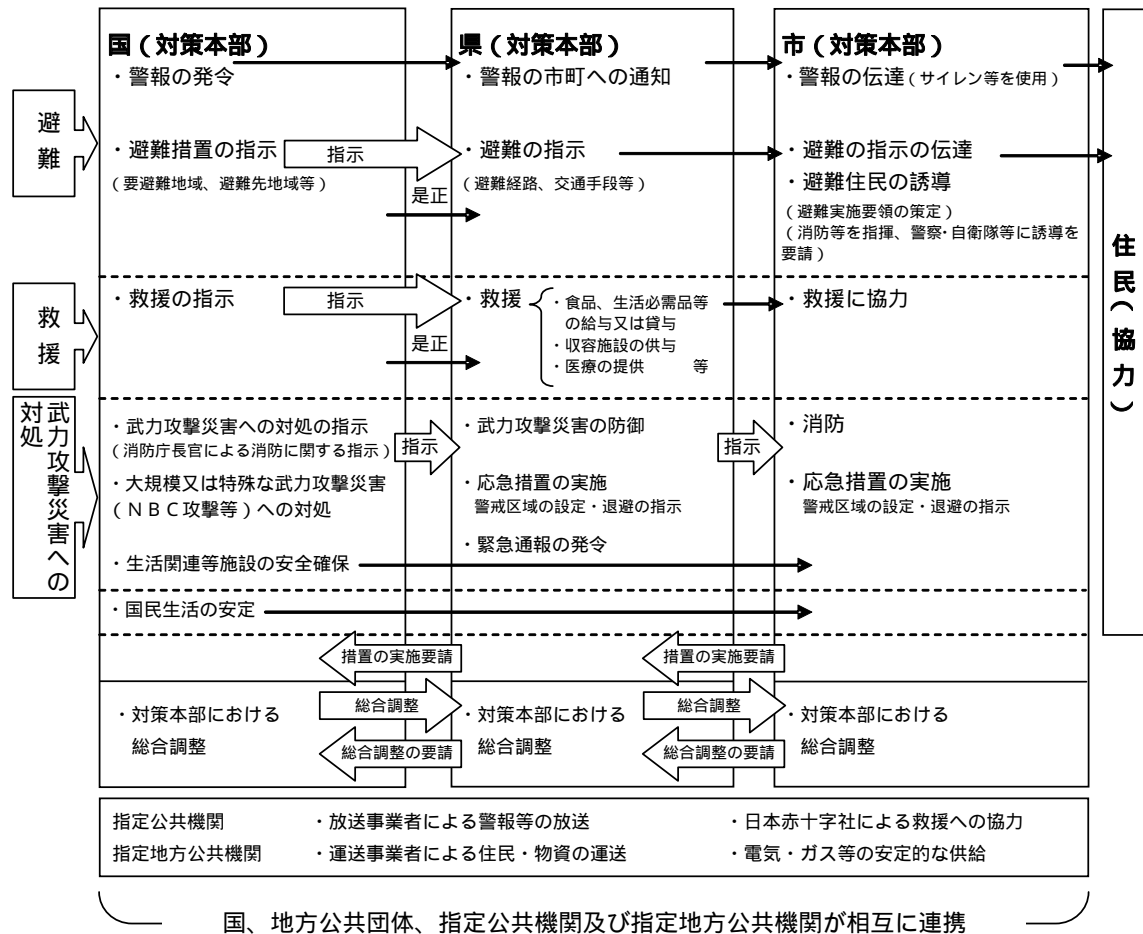 国(対策本部)
・警報の発令
県(対策本部)
・警報の市町への通知
市(対策本部)
・警報の伝達(サイレン等を使用)
避難
・避難措置の指示
(要避難地域、避難先地域等)
指示
是正
・避難の指示
(避難経路、交通手段等)
・避難の指示の伝達
・避難住民の誘導
(避難実施要領の策定)
(消防等を指揮、警察・自衛隊等に誘導を
要請)
救援
・救援の指示
指示
是正
・救援
・食品、生活必需品等
の給与又は貸与
・収容施設の供与
・医療の提供 等
・救援に協力
武力攻撃災害への
対処
・武力攻撃災害への対処の指示
(消防庁長官による消防に関する指示)
・大規模又は特殊な武力攻撃災害
(NBC攻撃等)への対処
・生活関連等施設の安全確保
指示
・武力攻撃災害の防御
・応急措置の実施
警戒区域の設定・退避の指示
・緊急通報の発令
指示
・消防
・応急措置の実施
警戒区域の設定・退避の指示
・国民生活の安定
住民(協力)
措置の実施要請
措置の実施要請
・対策本部における
総合調整
総合調整
総合調整の要請
・対策本部における
総合調整
総合調整
総合調整の要請
・対策本部における
総合調整
指定公共機関 ・放送事業者による警報等の放送 ・日本赤十字社による救援への協力
指定地方公共機関 ・運送事業者による住民・物資の運送 ・電気・ガス等の安定的な供給
国、地方公共団体、指定公共機関及び指定地方公共機関が相互に連携